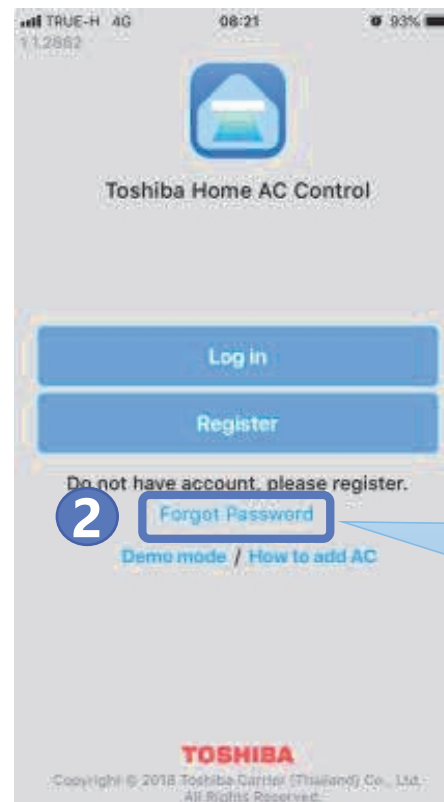 TRUE-H 4G 08:21 93%
1.1.2862
Toshiba Home AC Control
Log in
Register
Do not have account, please register.
2 Forgot Password
Demo mode / How to add AC
TOSHIBA
Copyright © 2018 Toshiba Carrier (Thailand) Co., Ltd.
All Rights Reserved.